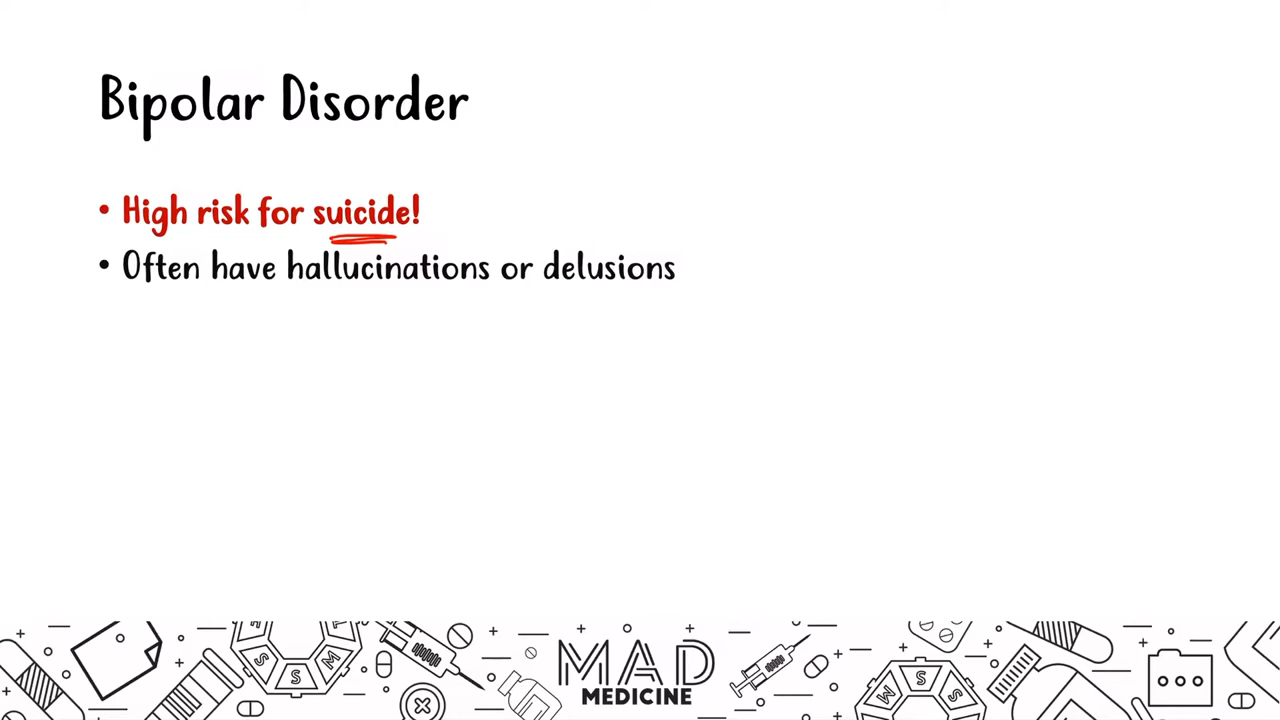 Bipolar Disorder
• High risk for suicide!
• Often have hallucinations or delusions
S
S
M
M
S
S
MAD
MEDICINE